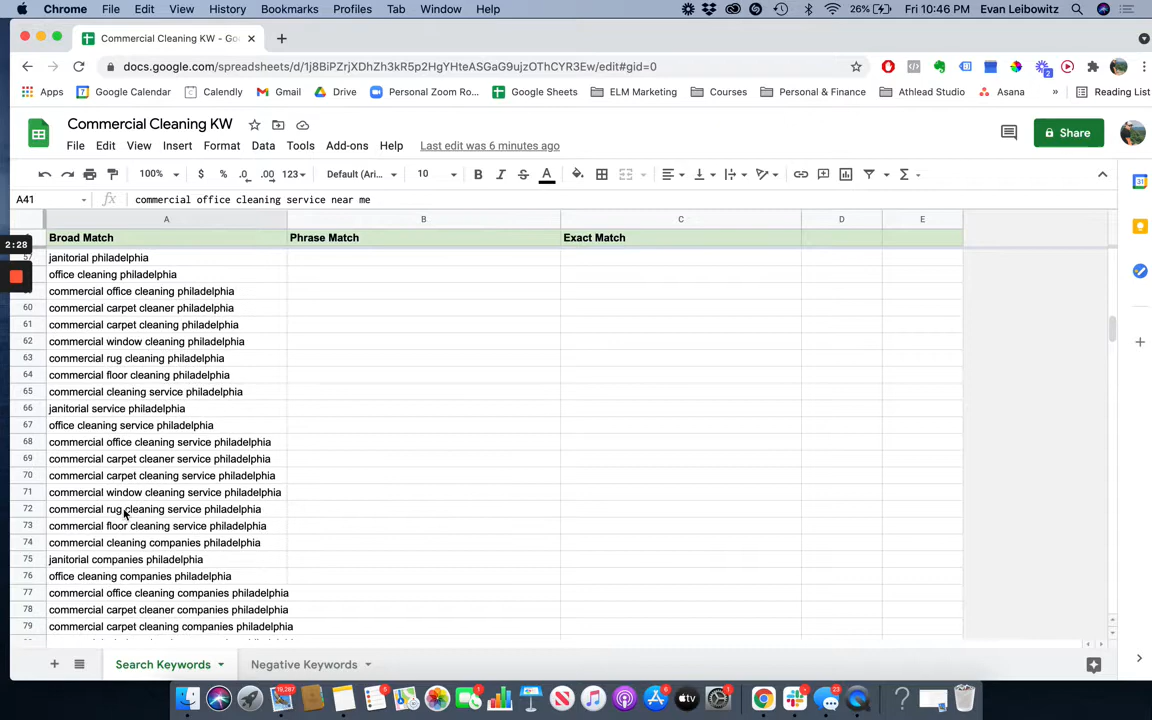 Chrome File Edit View History Bookmarks Profiles Tab Window Help 26% Fri 10:46 PM Evan Leibowitz
Commercial Cleaning KW - Go
docs.google.com/spreadsheets/d/1j8BiPZrjXDhZh3kR5p2HgYHteASGaG9ujzOThCYR3Ew/edit#gid=0
Apps Google Calendar Calendly Gmail Drive Personal Zoom Ro... Google Sheets ELM Marketing Courses Personal & Finance Athlead Studio Asana » Reading List
Commercial Cleaning KW
File Edit View Insert Format Data Tools Add-ons Help Last edit was 6 minutes ago
Share
100% $ % .0 .00 123 Default (Ari... 10 B I S A
A41 fx commercial office cleaning service near me
A B C D E
Broad Match Phrase Match Exact Match
2:28
57 janitorial philadelphia
office cleaning philadelphia
commercial office cleaning philadelphia
60 commercial carpet cleaner philadelphia
61 commercial carpet cleaning philadelphia
62 commercial window cleaning philadelphia
63 commercial rug cleaning philadelphia
64 commercial floor cleaning philadelphia
65 commercial cleaning service philadelphia
66 janitorial service philadelphia
67 office cleaning service philadelphia
68 commercial office cleaning service philadelphia
69 commercial carpet cleaner service philadelphia
70 commercial carpet cleaning service philadelphia
71 commercial window cleaning service philadelphia
72 commercial rug cleaning service philadelphia
73 commercial floor cleaning service philadelphia
74 commercial cleaning companies philadelphia
75 janitorial companies philadelphia
76 office cleaning companies philadelphia
77 commercial office cleaning companies philadelphia
78 commercial carpet cleaner companies philadelphia
79 commercial carpet cleaning companies philadelphia
Search Keywords Negative Keywords